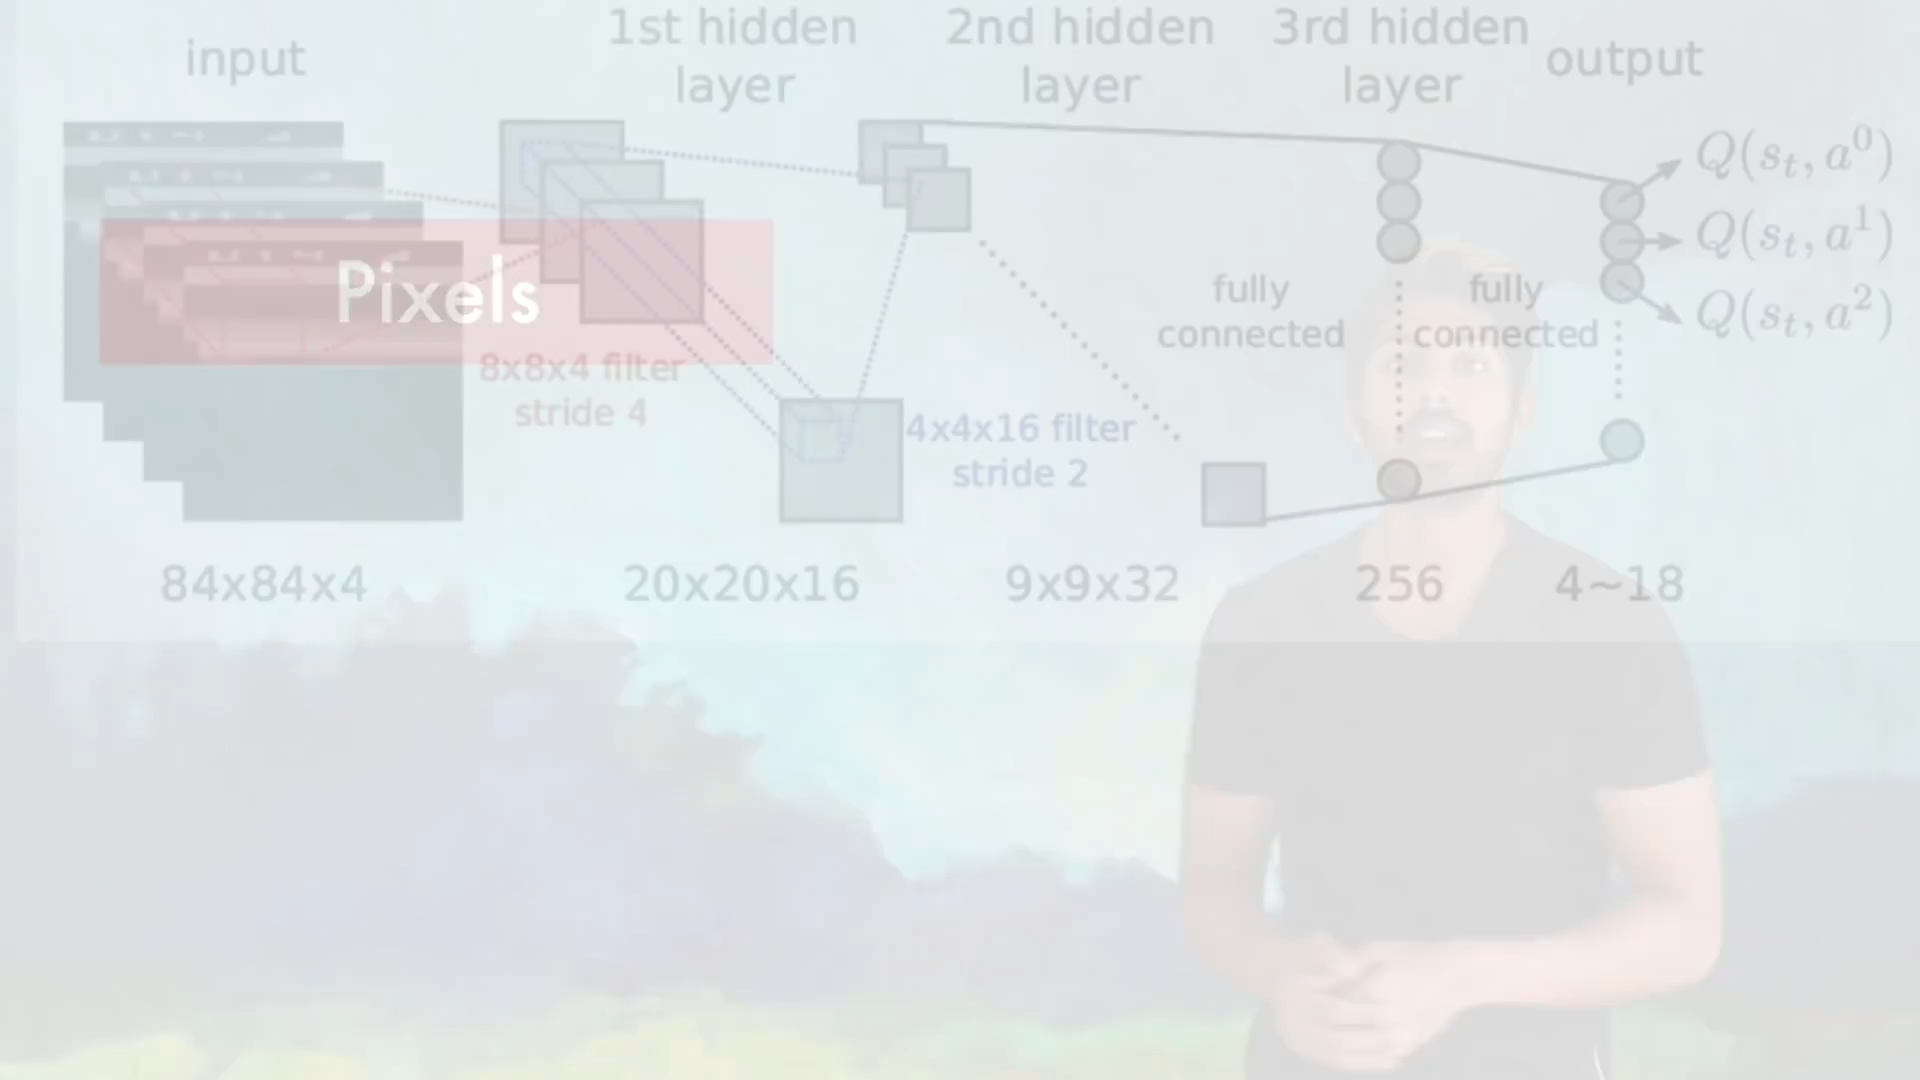 input
1st hidden
layer
2nd hidden
layer
3rd hidden
layer
output
Pixels
8x8x4 filter
stride 4
4x4x16 filter
stride 2
fully
connected
fully
connected
Q(s_t, a^0)
Q(s_t, a^1)
Q(s_t, a^2)
84x84x4
20x20x16
9x9x32
256
4~18